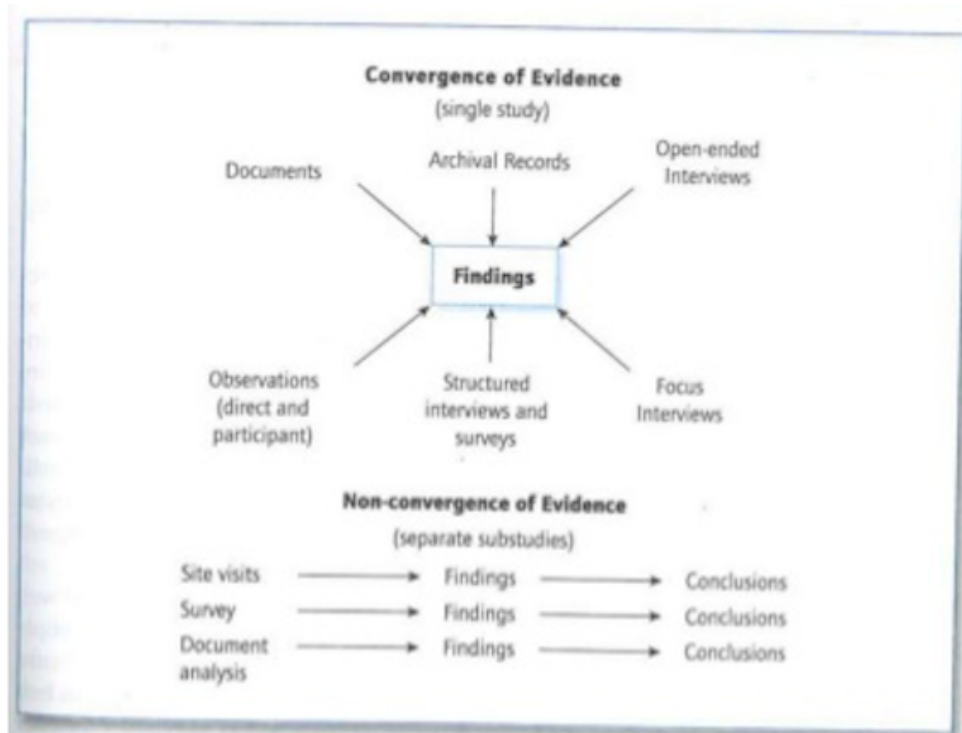 Convergence of Evidence
(single study)
Documents
Archival Records
Open-ended
Interviews
Findings
Observations
(direct and
participant)
Structured
interviews and
surveys
Focus
Interviews
Non-convergence of Evidence
(separate substudies)
Site visits Findings Conclusions
Survey Findings Conclusions
Document Findings Conclusions
analysis